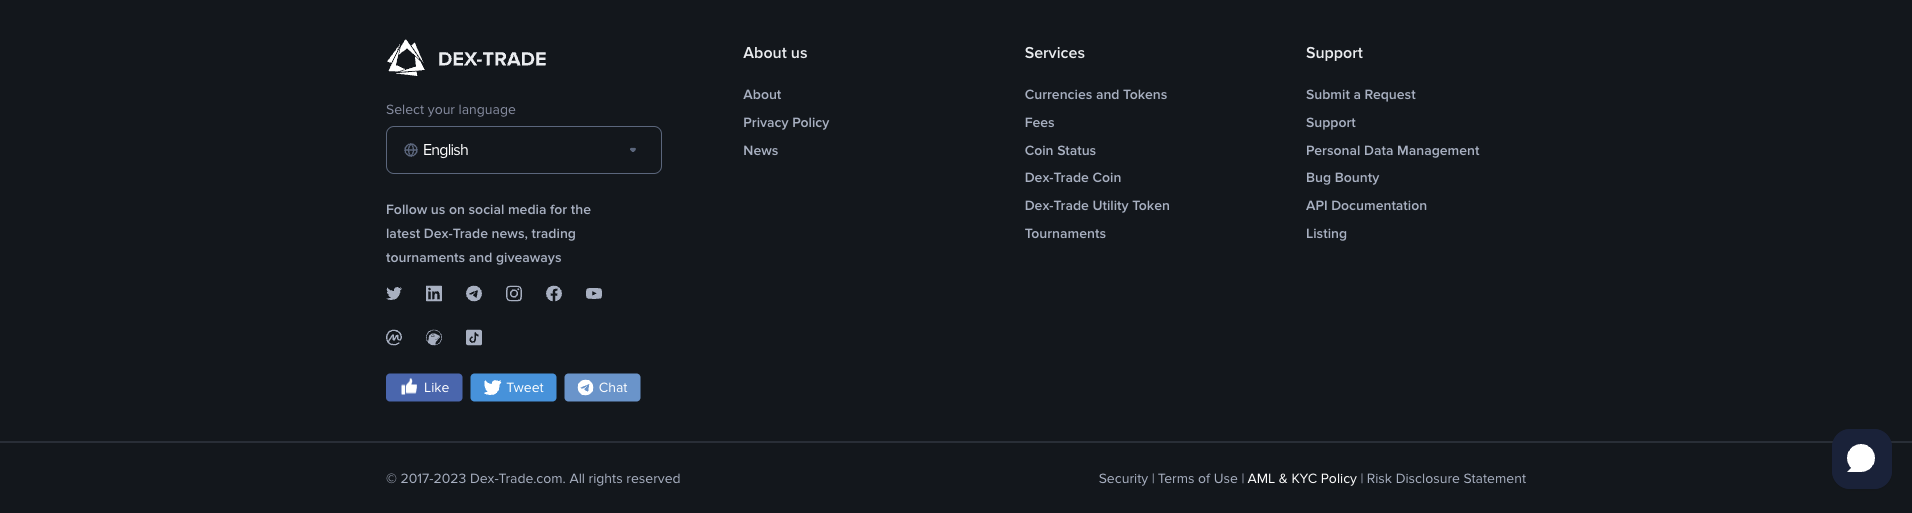 DEX-TRADE
Select your language
English
Follow us on social media for the
latest Dex-Trade news, trading
tournaments and giveaways
Like
Tweet
Chat
About us
About
Privacy Policy
News
Services
Currencies and Tokens
Fees
Coin Status
Dex-Trade Coin
Dex-Trade Utility Token
Tournaments
Support
Submit a Request
Support
Personal Data Management
Bug Bounty
API Documentation
Listing
© 2017-2023 Dex-Trade.com. All rights reserved
Security | Terms of Use | AML & KYC Policy | Risk Disclosure Statement